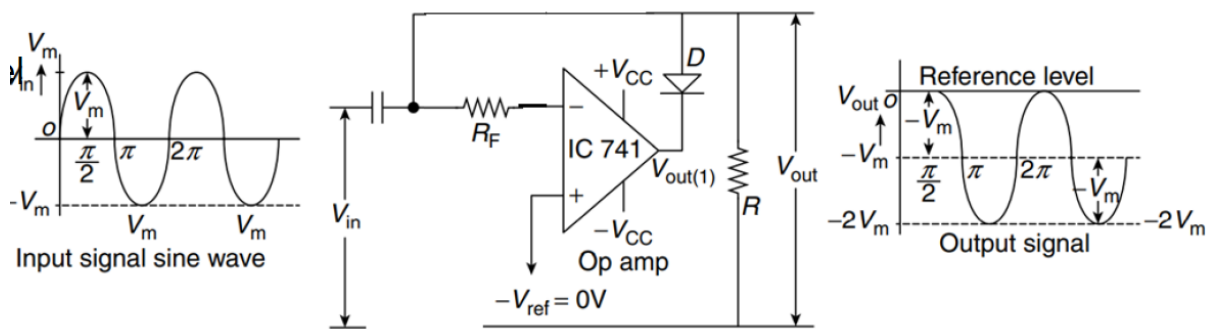 Vm
in
Vm
o
π/2
π
2π
-Vm
Vm
Vm
Input signal sine wave
D
+VCC
−
RF
IC 741
Vout(1)
+
−VCC
Op amp
Vin
−Vref = 0V
R
Vout
Reference level
Vout o
−Vm
−Vm
π/2
π
2π
−Vm
−2Vm
−2Vm
Output signal